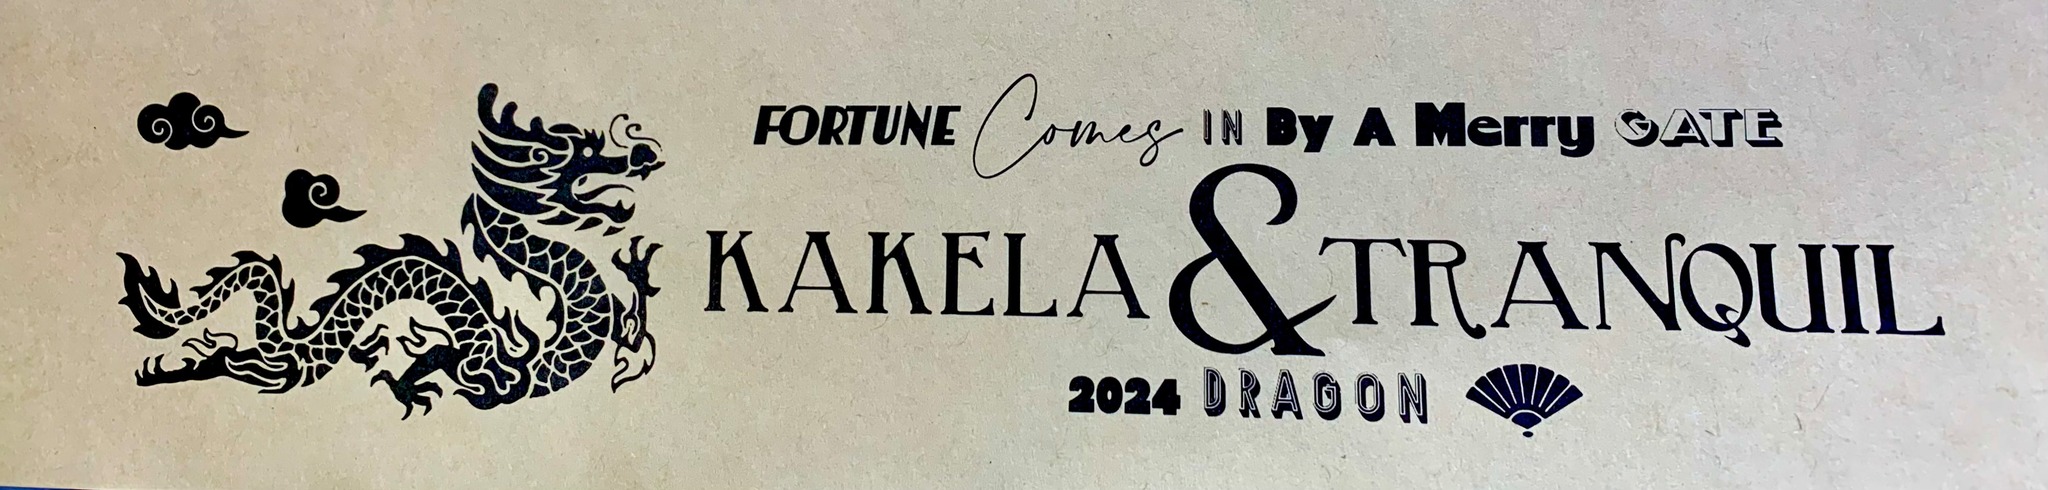 FORTUNE Comes IN By A Merry GATE
KAKELA & TRANQUIL
2024 DRAGON